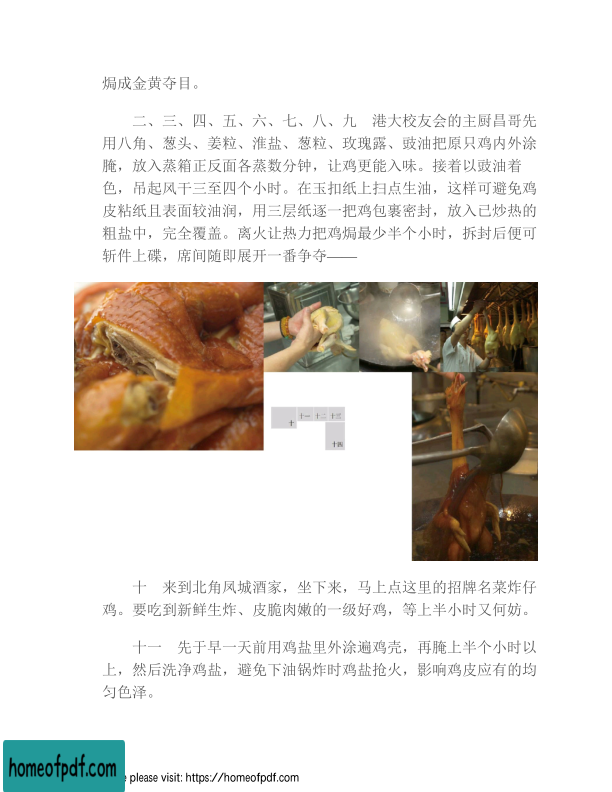 焗成金黄夺目。
二、三、四、五、六、七、八、九　港大校友会的主厨昌哥先
用八角、葱头、姜粒、淮盐、葱粒、玫瑰露、豉油把原只鸡内外涂
腌，放入蒸箱正反面各蒸数分钟，让鸡更能入味。接着以豉油着
色，吊起风干三至四个小时。在玉扣纸上扫点生油，这样可避免鸡
皮粘纸且表面较油润，用三层纸逐一把鸡包裹密封，放入已炒热的
粗盐中，完全覆盖。离火让热力把鸡焗最少半个小时，拆封后便可
斩件上碟，席间随即展开一番争夺——
十 十一 十二 十三
十四
十　来到北角凤城酒家，坐下来，马上点这里的招牌名菜炸仔
鸡。要吃到新鲜生炸、皮脆肉嫩的一级好鸡，等上半小时又何妨。
十一　先于早一天前用鸡盐里外涂遍鸡壳，再腌上半个小时以
上，然后洗净鸡盐，避免下油锅炸时鸡盐抢火，影响鸡皮应有的均
匀色泽。
homeofpdf.com
e please visit: https://homeofpdf.com